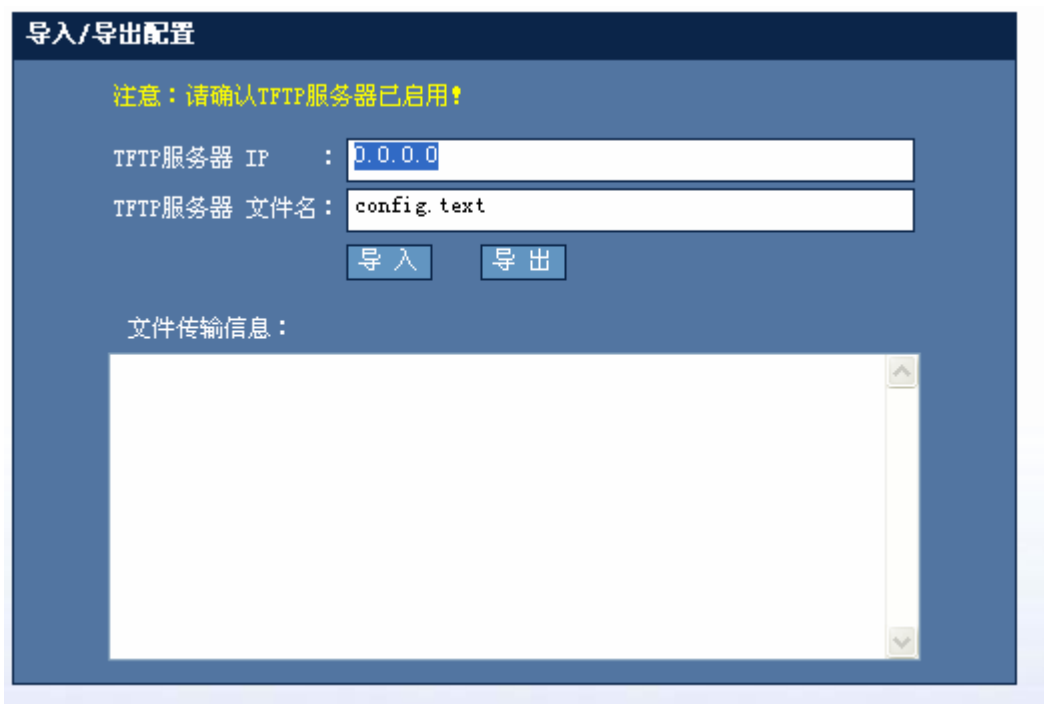 导入/导出配置
注意：请确认TFTP服务器已启用！
TFTP服务器 IP ：0.0.0.0
TFTP服务器 文件名：config.text
导 入 导 出
文件传输信息：